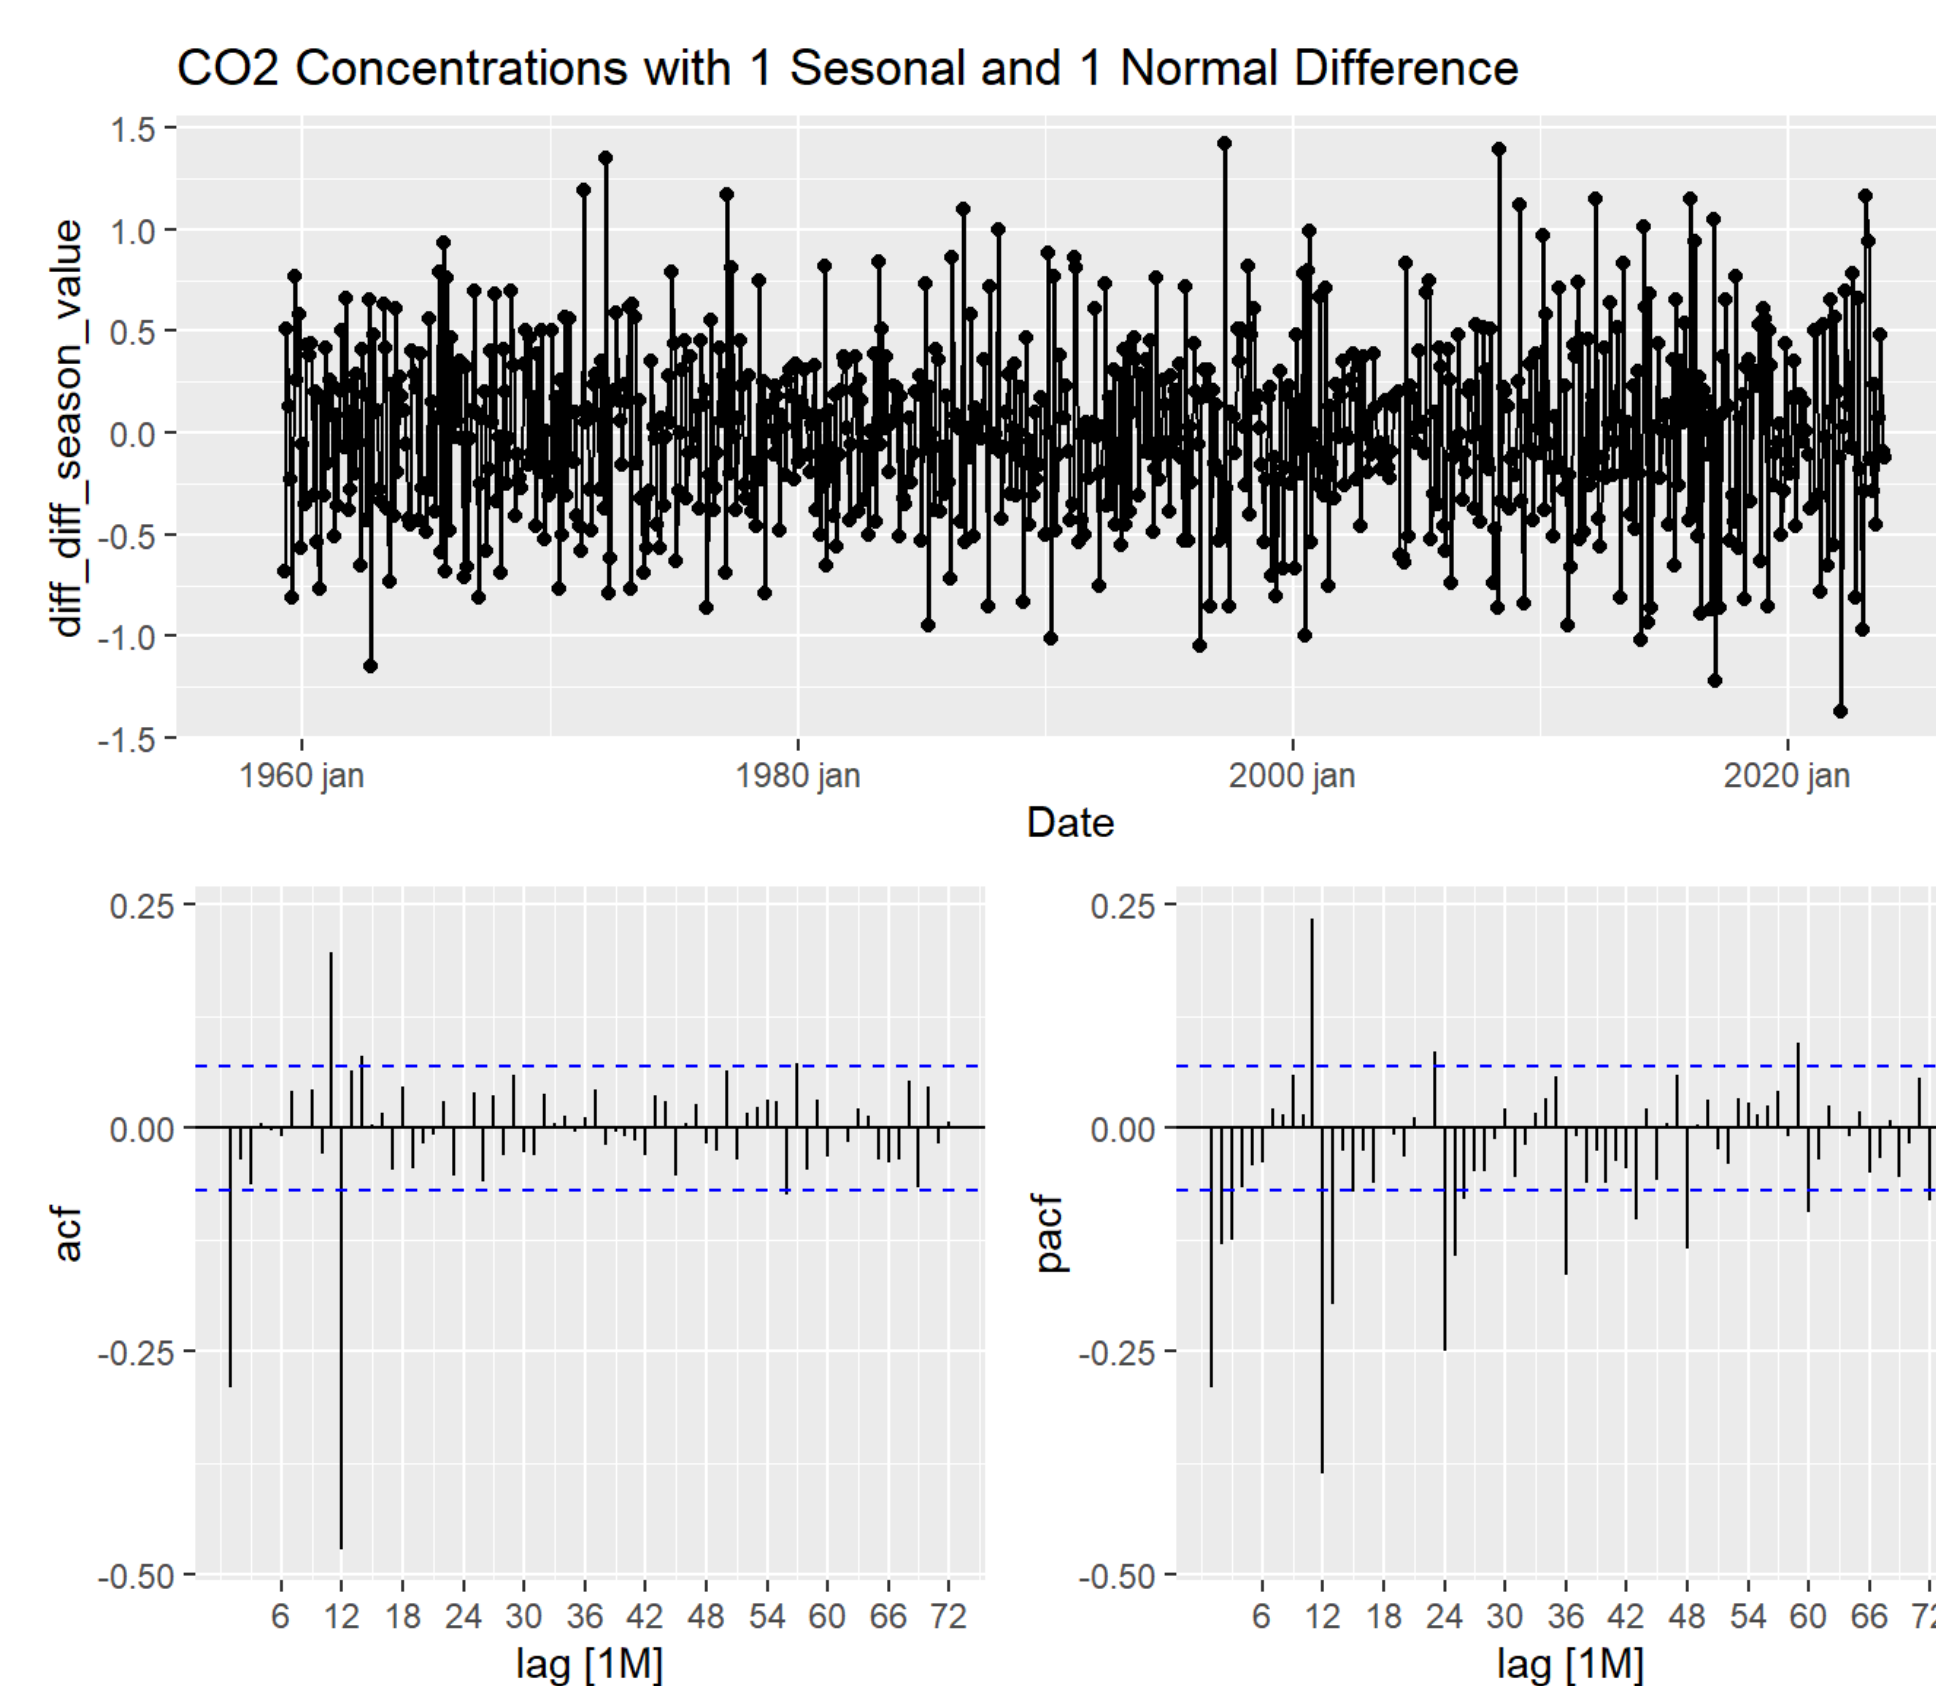 CO2 Concentrations with 1 Sesonal and 1 Normal Difference
diff_diff_season_value
1.5
1.0
0.5
0.0
-0.5
-1.0
-1.5
1960 jan
1980 jan
2000 jan
2020 jan
Date
acf
0.25
0.00
-0.25
-0.50
6 12 18 24 30 36 42 48 54 60 66 72
lag [1M]
pacf
0.25
0.00
-0.25
-0.50
6 12 18 24 30 36 42 48 54 60 66 72
lag [1M]